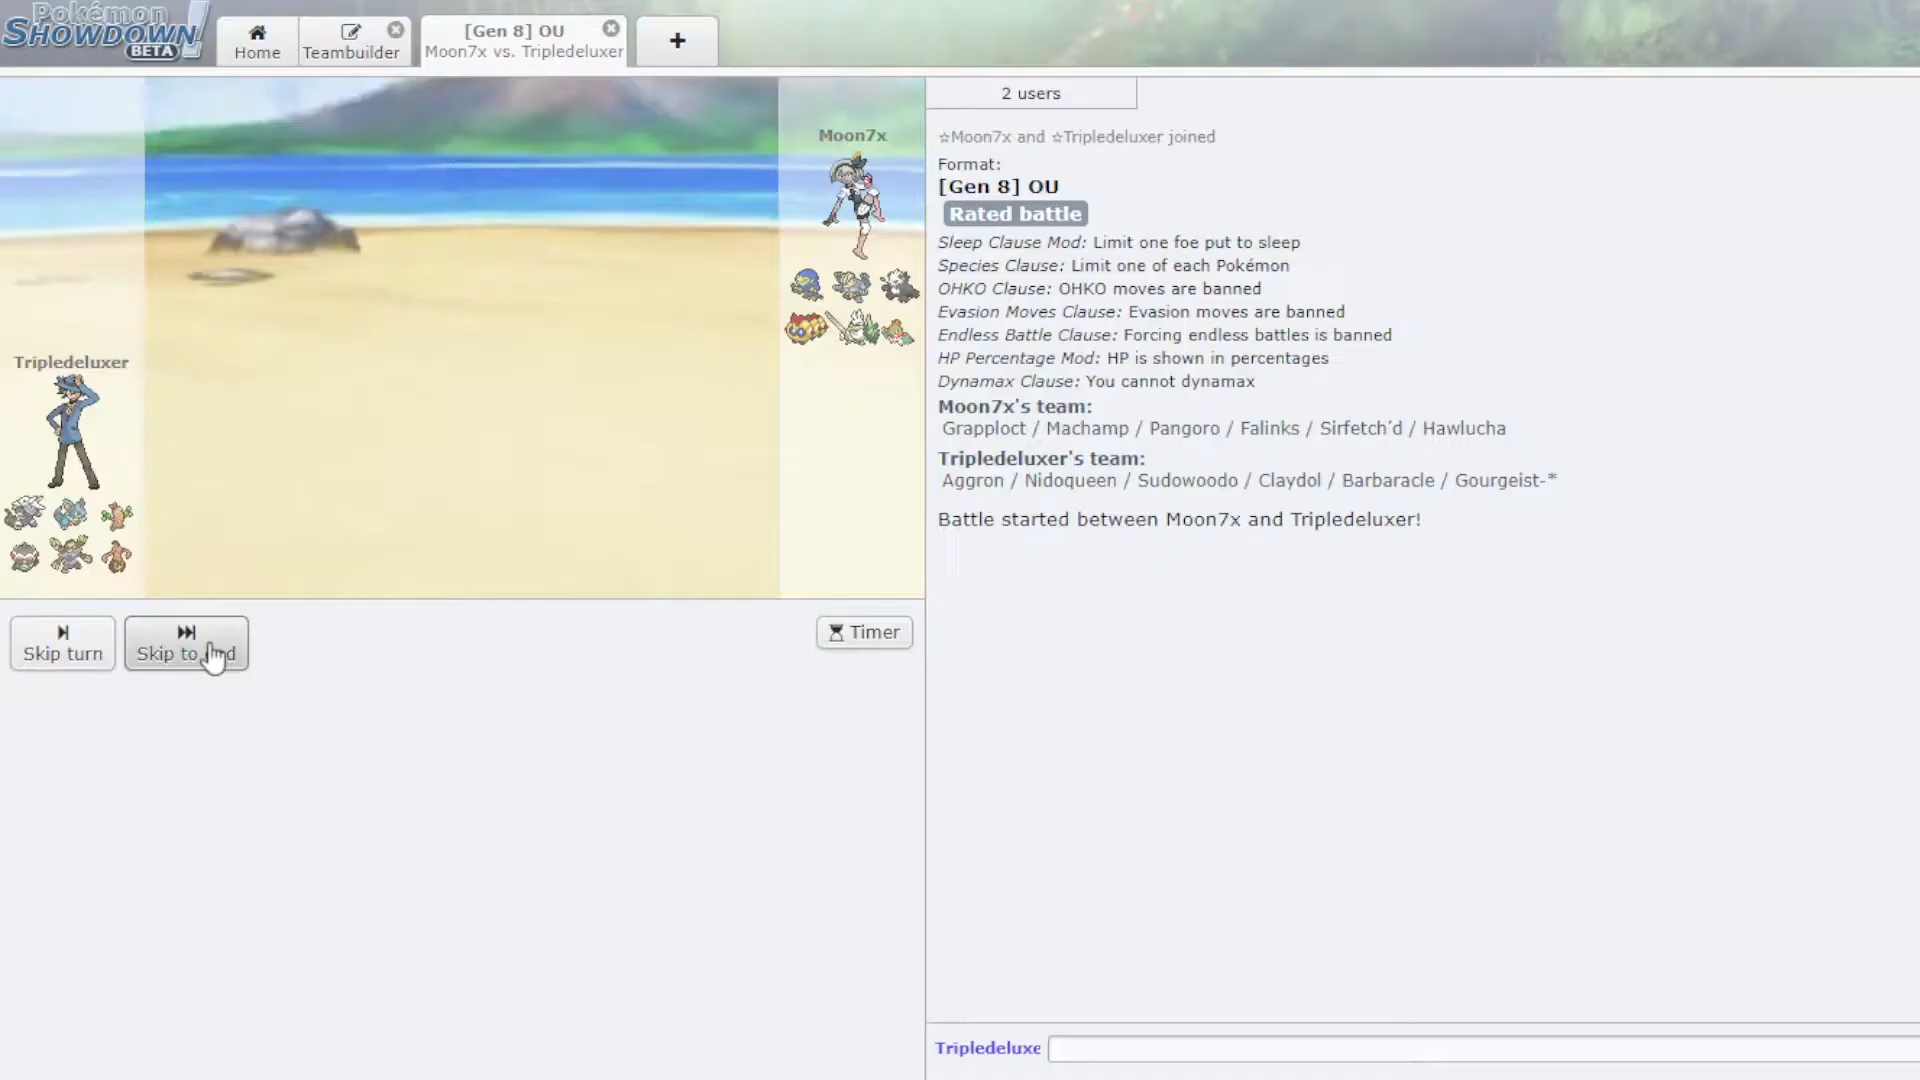 Pokémon
SHOWDOWN!
BETA
Home
Teambuilder
[Gen 8] OU
Moon7x vs. Tripledeluxer
+
2 users
Moon7x
Tripledeluxer
☆Moon7x and ☆Tripledeluxer joined
Format:
[Gen 8] OU
Rated battle
Sleep Clause Mod: Limit one foe put to sleep
Species Clause: Limit one of each Pokémon
OHKO Clause: OHKO moves are banned
Evasion Moves Clause: Evasion moves are banned
Endless Battle Clause: Forcing endless battles is banned
HP Percentage Mod: HP is shown in percentages
Dynamax Clause: You cannot dynamax
Moon7x's team:
Grapploct / Machamp / Pangoro / Falinks / Sirfetch'd / Hawlucha
Tripledeluxer's team:
Aggron / Nidoqueen / Sudowoodo / Claydol / Barbaracle / Gourgeist-*
Battle started between Moon7x and Tripledeluxer!
Skip turn
Skip to
Timer
Tripledeluxe